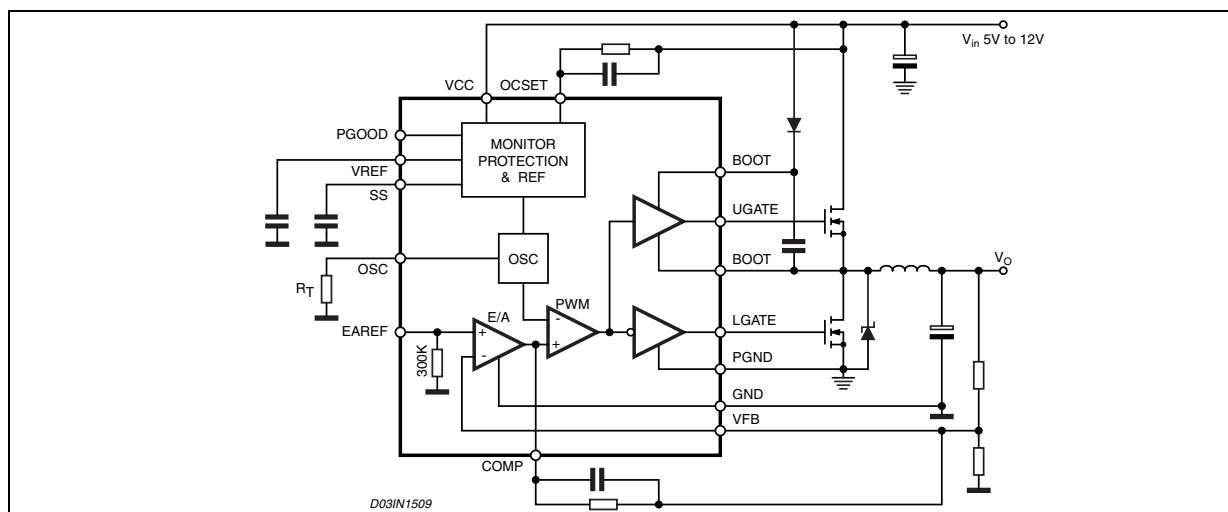 Vin 5V to 12V
VCC
OCSET
PGOOD
MONITOR
PROTECTION
& REF
VREF
SS
BOOT
UGATE
OSC
BOOT
VO
OSC
RT
PWM
E/A
LGATE
EAREF
+
-
-
+
300K
PGND
GND
VFB
COMP
D03IN1509